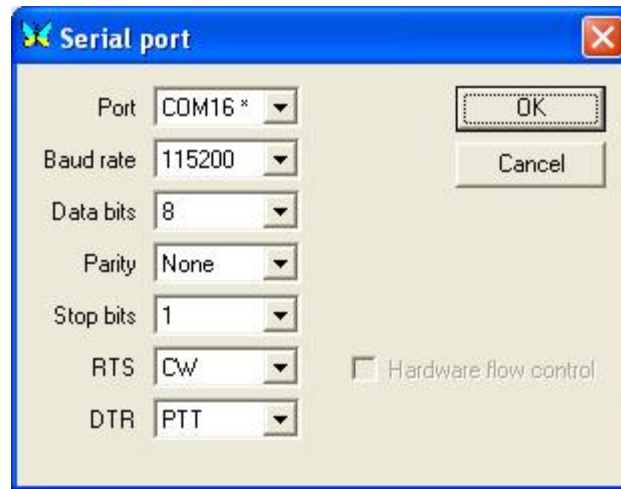 Serial port
Port COM16 * OK
Baud rate 115200 Cancel
Data bits 8
Parity None
Stop bits 1
RTS CW Hardware flow control
DTR PTT